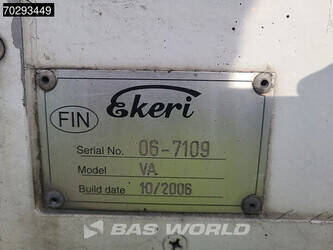 70293449
FIN Ekeri
Serial No. 06-7109
Model VA
Build date 10/2006
BAS WORLD